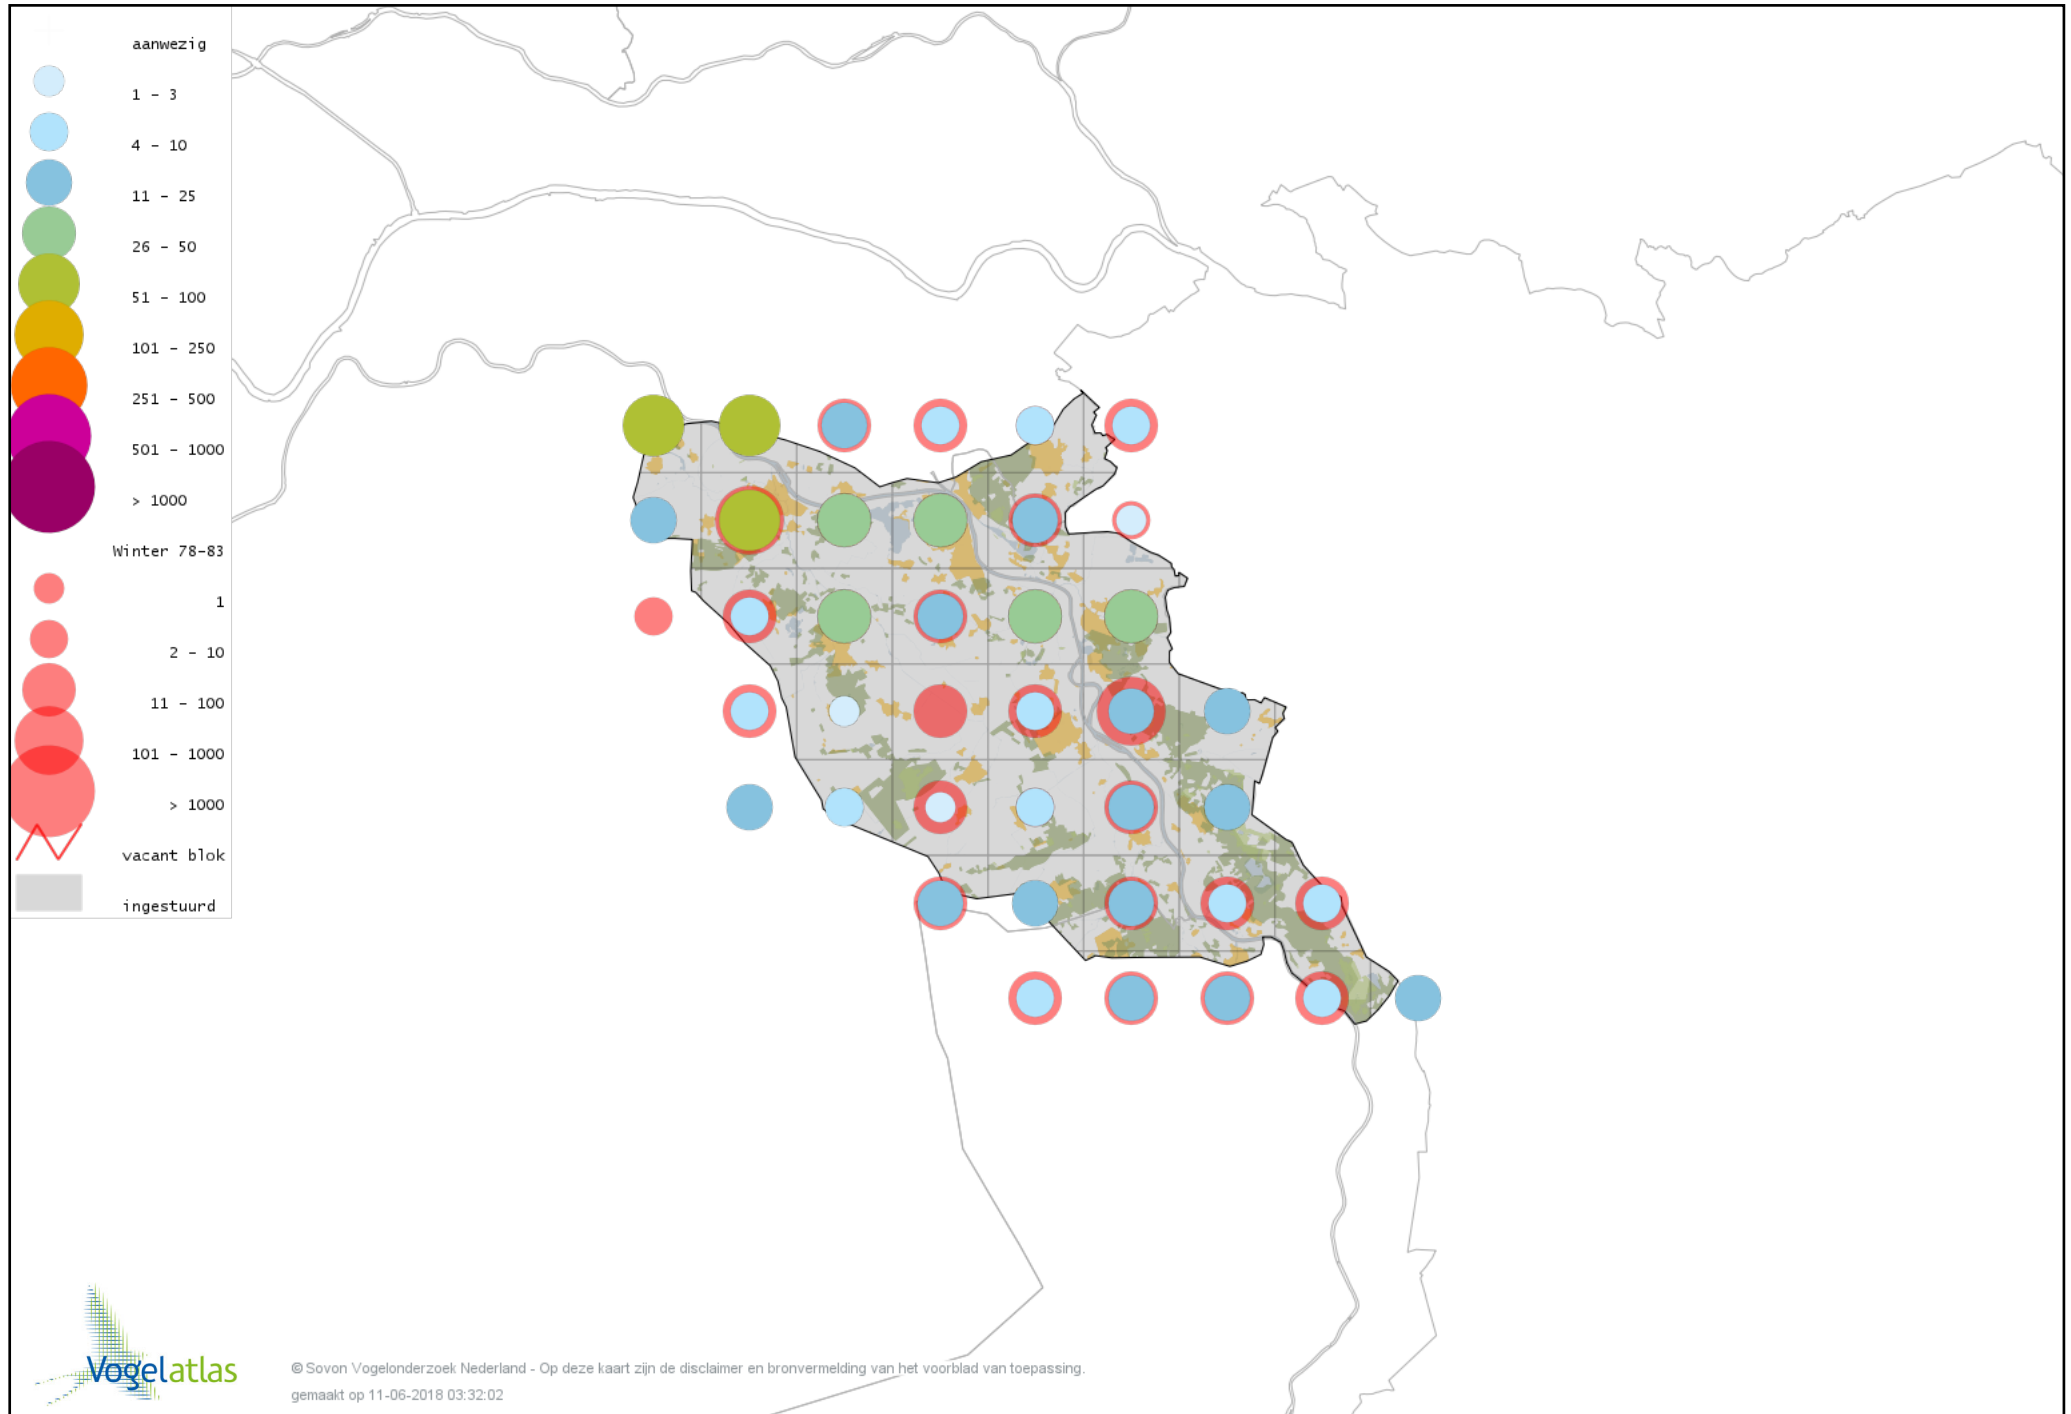 aanwezig
1 - 3
4 - 10
11 - 25
26 - 50
51 - 100
101 - 250
251 - 500
501 - 1000
> 1000
Winter 78-83
1
2 - 10
11 - 100
101 - 1000
> 1000
vacant blok
ingestuurd
Vogelatlas
© Sovon Vogelonderzoek Nederland - Op deze kaart zijn de disclaimer en bronvermelding van het voorblad van toepassing.
gemaakt op 11-06-2018 03:32:02